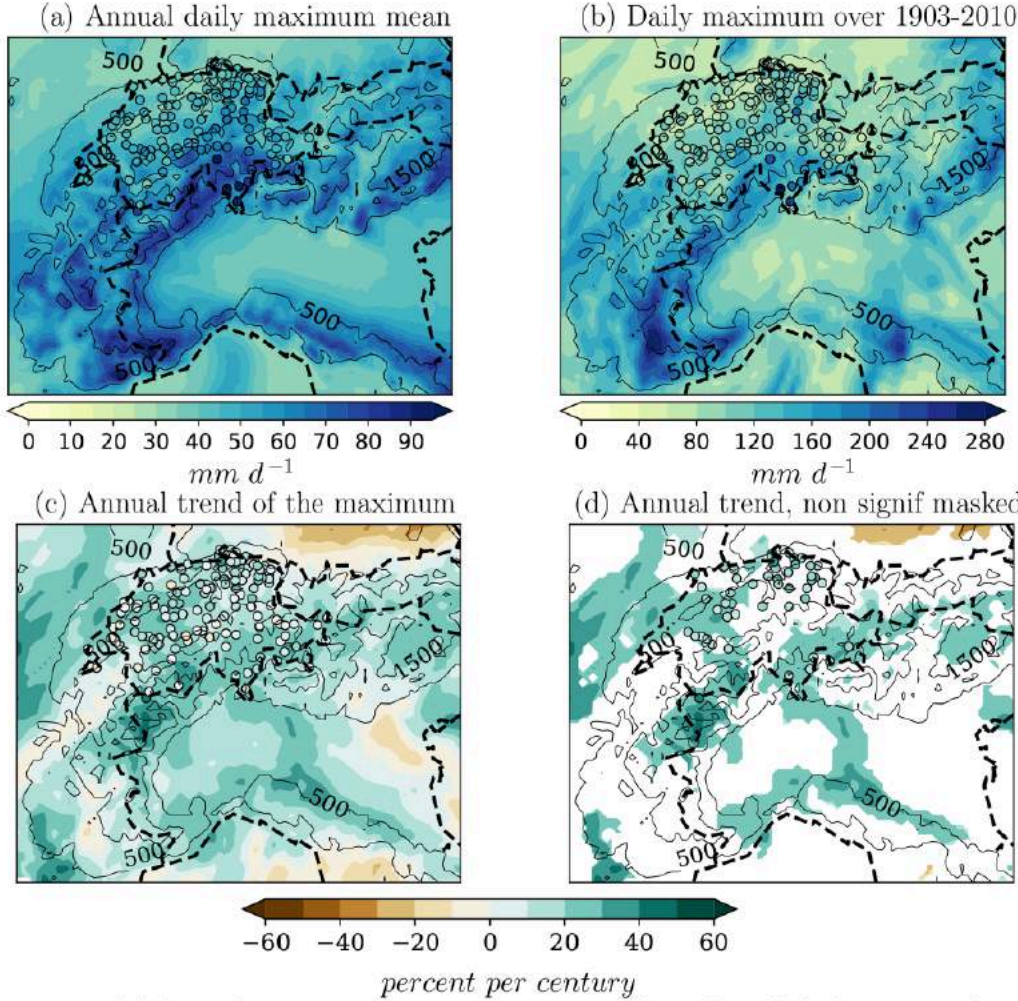 (a) Annual daily maximum mean
(b) Daily maximum over 1903-2010
500
500
500
1500
500
500
500
500
1500
500
500
0 10 20 30 40 50 60 70 80 90
mm d⁻¹
0 40 80 120 160 200 240 280
mm d⁻¹
(c) Annual trend of the maximum
(d) Annual trend, non signif masked
500
500
500
1500
500
500
500
500
1500
500
500
−60 −40 −20 0 20 40 60
percent per century